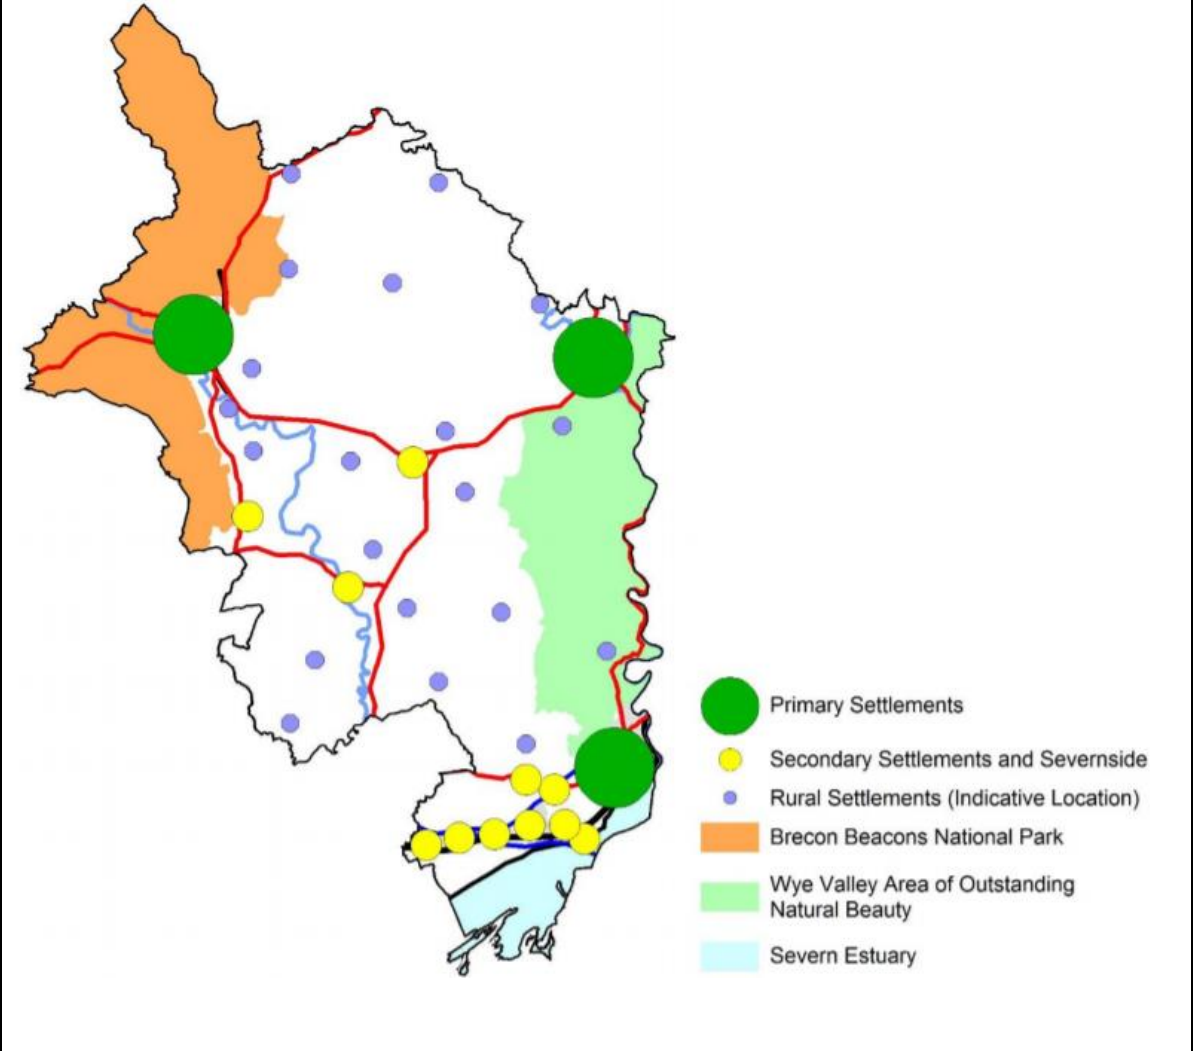 Primary Settlements
Secondary Settlements and Severnside
Rural Settlements (Indicative Location)
Brecon Beacons National Park
Wye Valley Area of Outstanding
Natural Beauty
Severn Estuary